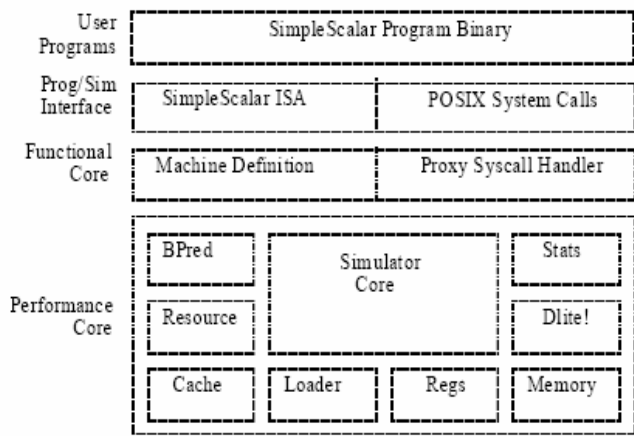 User
Programs
SimpleScalar Program Binary
Prog/Sim
Interface
SimpleScalar ISA
POSIX System Calls
Functional
Core
Machine Definition
Proxy Syscall Handler
Performance
Core
BPred
Simulator
Core
Stats
Resource
Dlite!
Cache
Loader
Regs
Memory